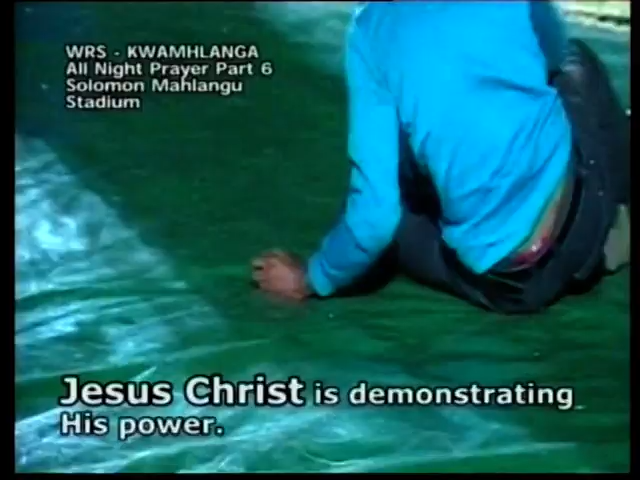 WRS - KWAMHLANGA
All Night Prayer Part 6
Solomon Mahlangu
Stadium
Jesus Christ is demonstrating
His power.